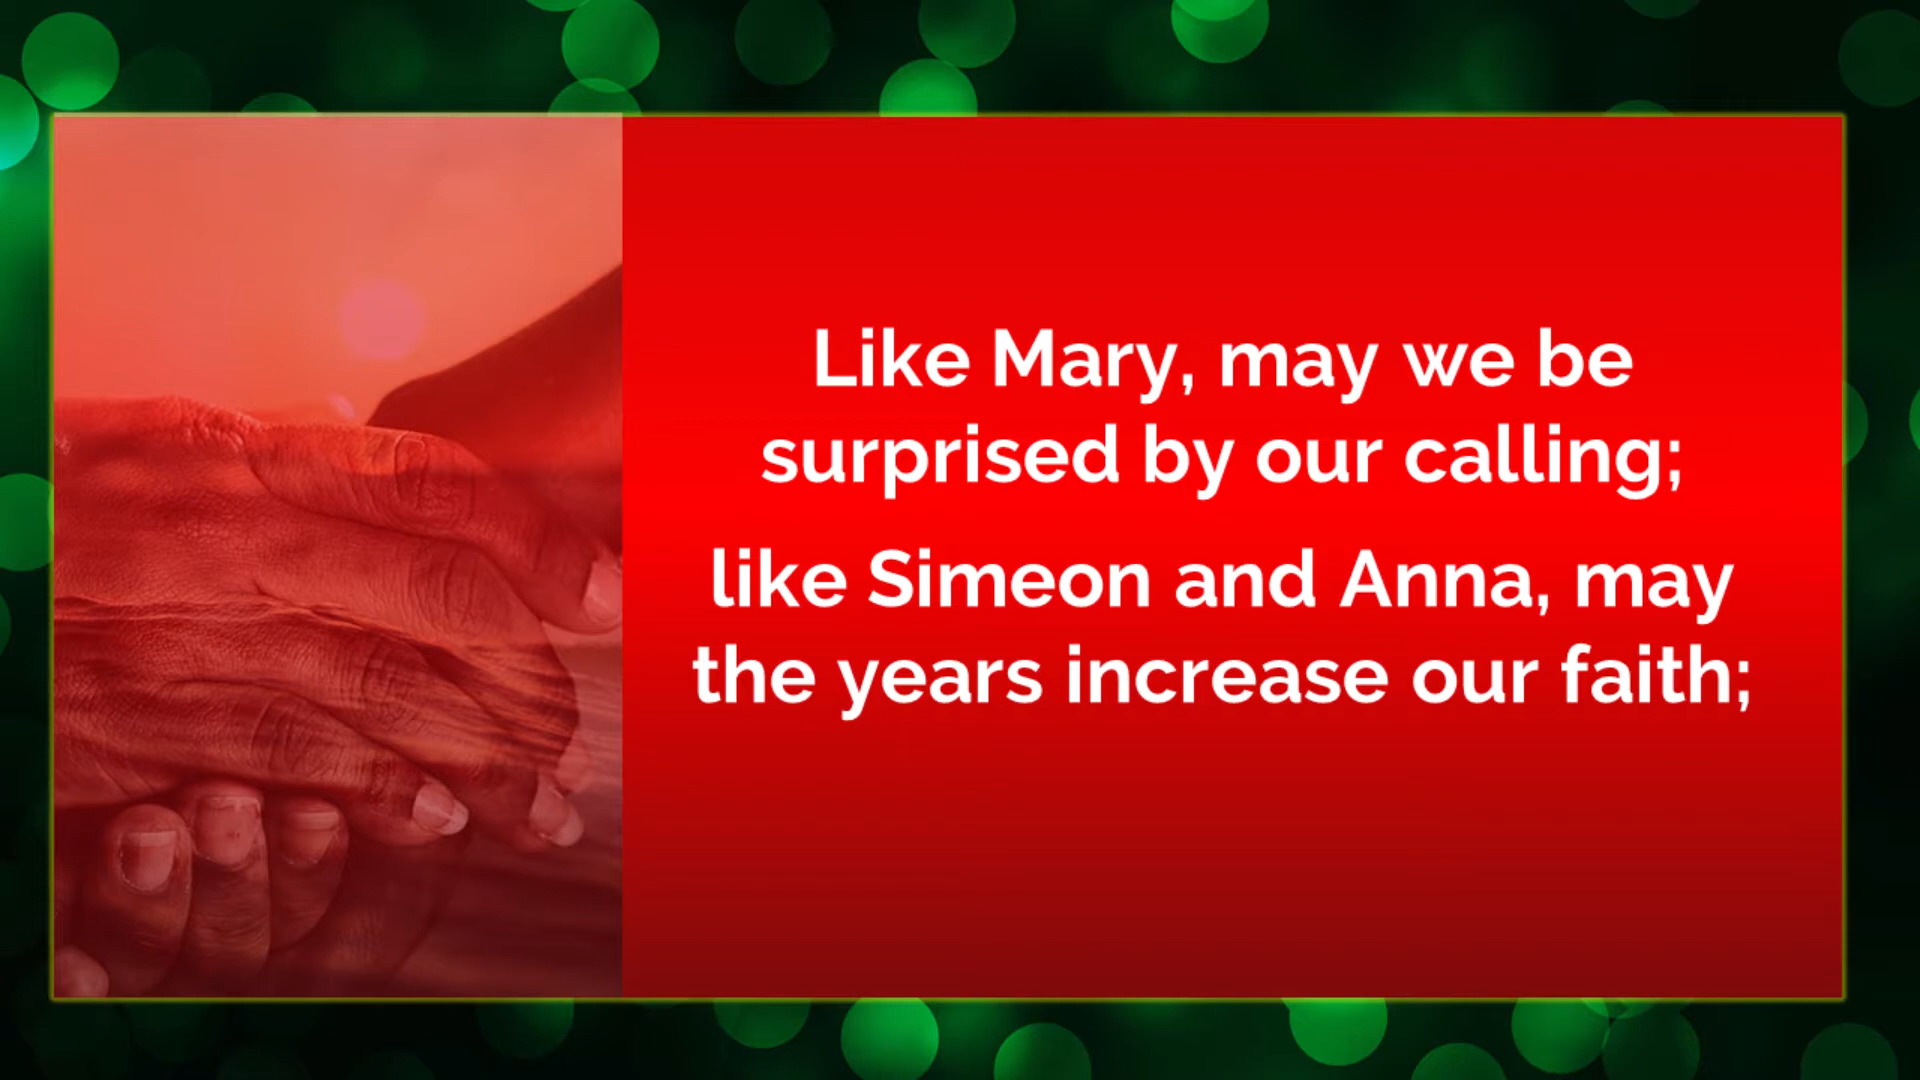 Like Mary, may we be
surprised by our calling;
like Simeon and Anna, may
the years increase our faith;